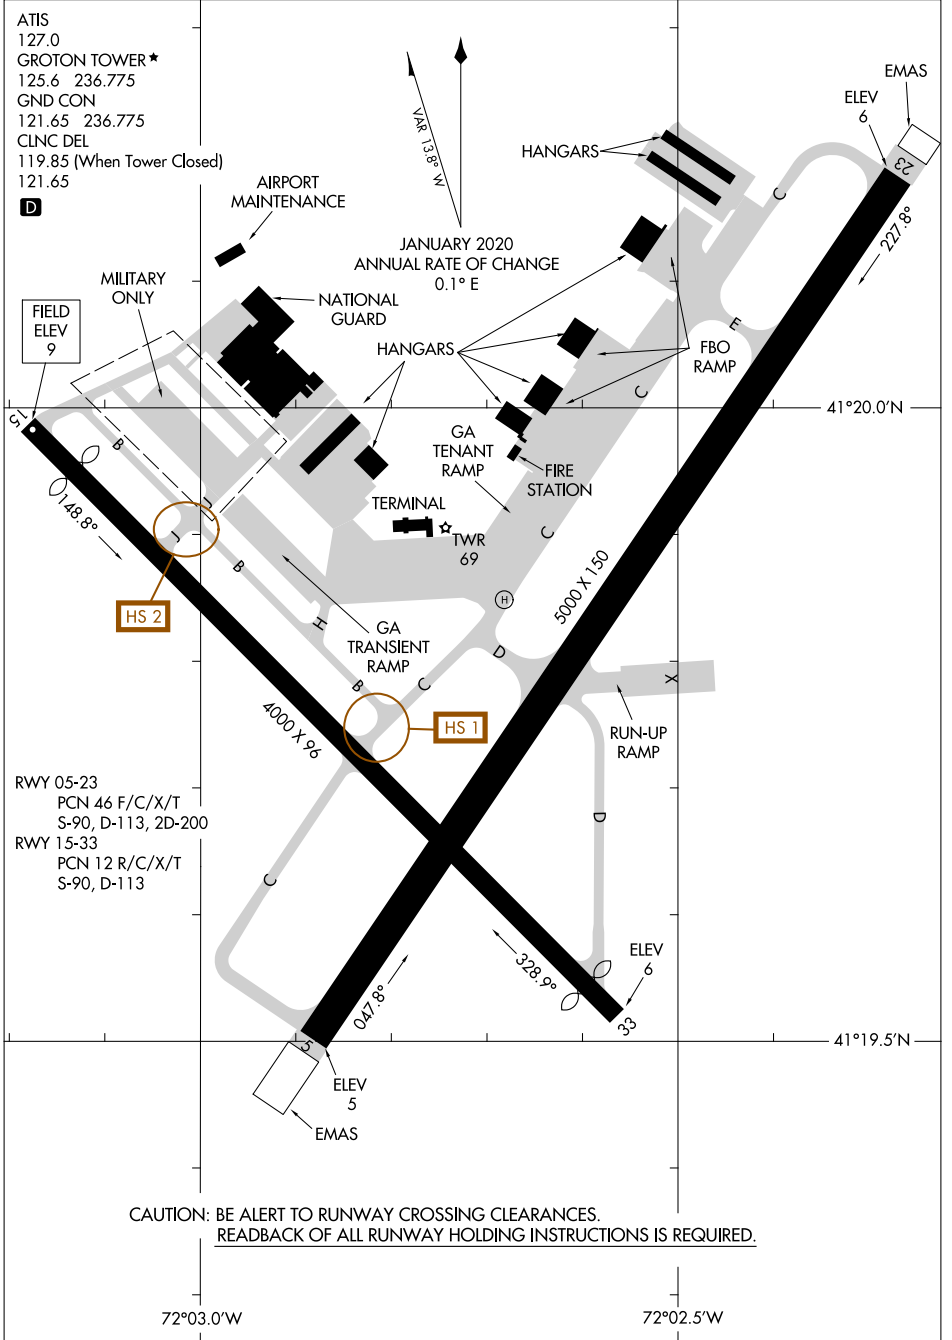 ATIS
127.0
GROTON TOWER★
125.6 236.775
GND CON
121.65 236.775
CLNC DEL
119.85 (When Tower Closed)
121.65
D
VAR 13.8° W
JANUARY 2020
ANNUAL RATE OF CHANGE
0.1° E
EMAS
ELEV
6
23
227.8°
HANGARS
C
AIRPORT
MAINTENANCE
MILITARY
ONLY
NATIONAL
GUARD
FIELD
ELEV
9
HANGARS
E
FBO
RAMP
C
15
41°20.0'N
B
GA
TENANT
RAMP
FIRE
STATION
148.8°
J
J
TERMINAL
TWR
69
C
B
HS 2
H
5000 X 150
H
GA
TRANSIENT
RAMP
D
B
C
X
HS 1
RUN-UP
RAMP
4000 X 96
RWY 05-23
PCN 46 F/C/X/T
S-90, D-113, 2D-200
RWY 15-33
PCN 12 R/C/X/T
S-90, D-113
D
C
328.9°
ELEV
6
047.8°
33
5
41°19.5'N
ELEV
5
EMAS
CAUTION: BE ALERT TO RUNWAY CROSSING CLEARANCES.
READBACK OF ALL RUNWAY HOLDING INSTRUCTIONS IS REQUIRED.
72°03.0'W
72°02.5'W